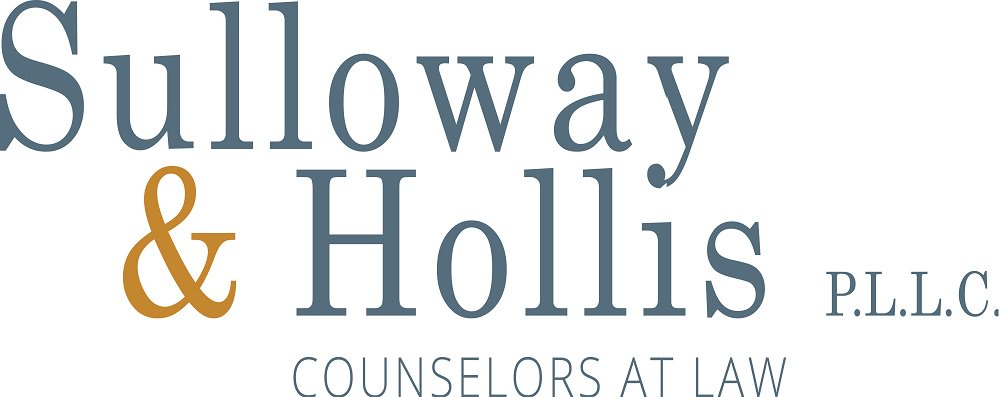 Sulloway
& Hollis P.L.L.C.
COUNSELORS AT LAW